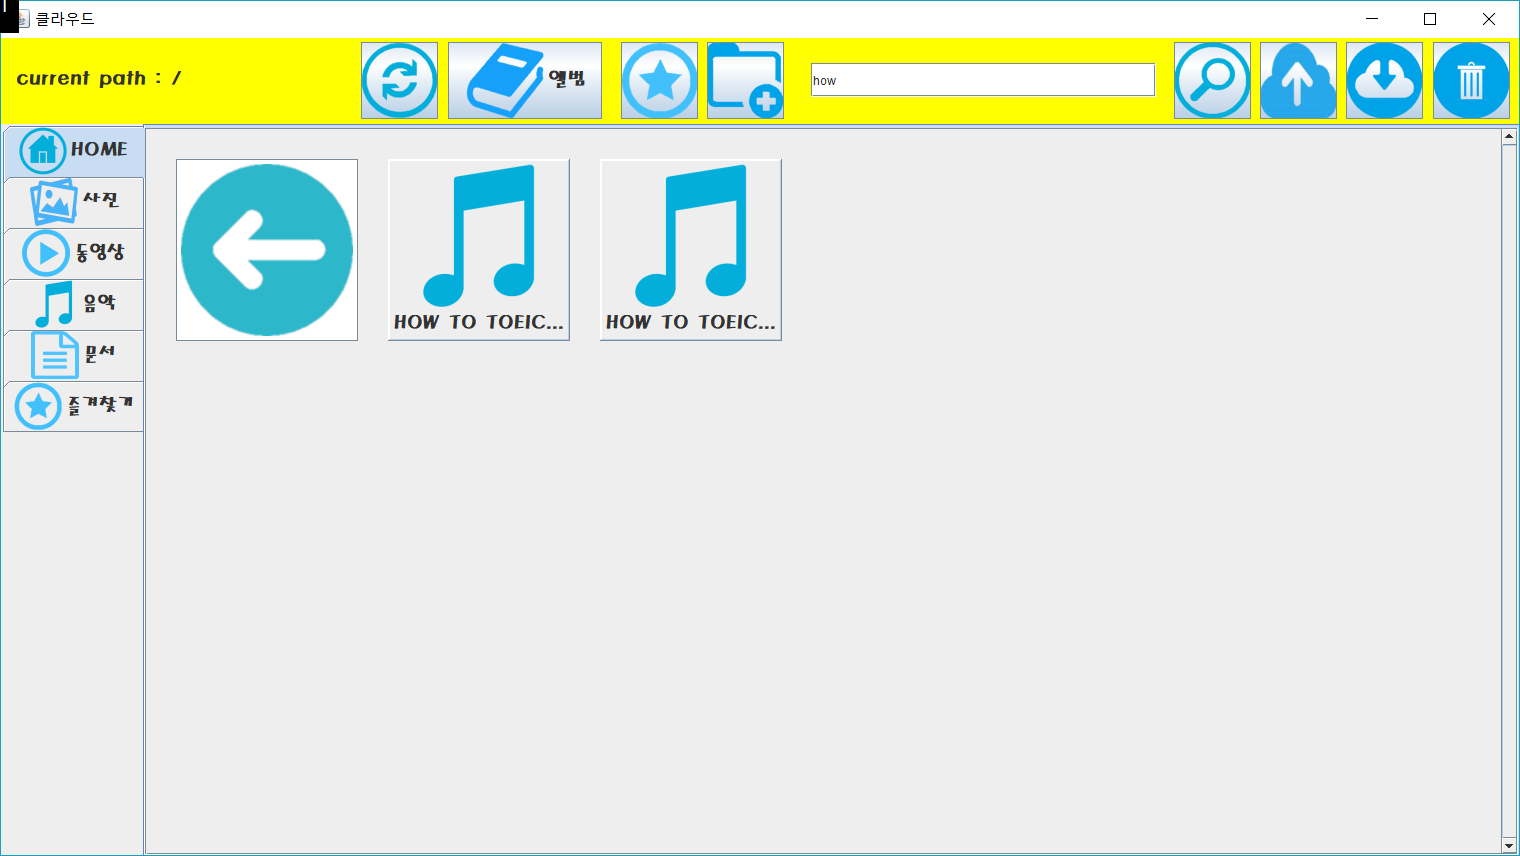 클라우드
current path : /
앨범
how
HOME
사진
동영상
음악
문서
즐겨찾기
HOW TO TOEIC...
HOW TO TOEIC...